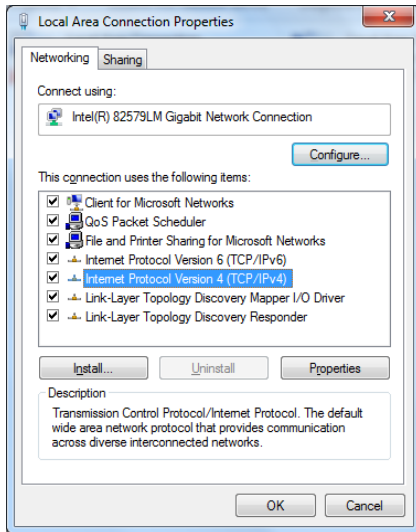 Local Area Connection Properties
Networking
Sharing
Connect using:
Intel(R) 82579LM Gigabit Network Connection
Configure...
This connection uses the following items:
Client for Microsoft Networks
QoS Packet Scheduler
File and Printer Sharing for Microsoft Networks
Internet Protocol Version 6 (TCP/IPv6)
Internet Protocol Version 4 (TCP/IPv4)
Link-Layer Topology Discovery Mapper I/O Driver
Link-Layer Topology Discovery Responder
Install...
Uninstall
Properties
Description
Transmission Control Protocol/Internet Protocol. The default
wide area network protocol that provides communication
across diverse interconnected networks.
OK
Cancel